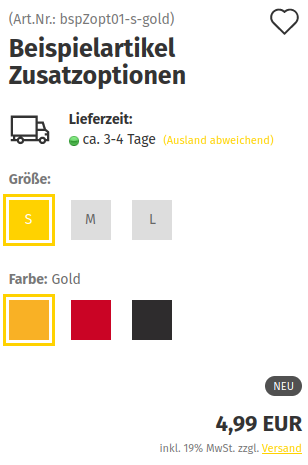 (Art.Nr.: bspZopt01-s-gold)
Beispielartikel
Zusatzoptionen
Lieferzeit:
ca. 3-4 Tage (Ausland abweichend)
Größe:
S M L
Farbe: Gold
NEU
4,99 EUR
inkl. 19% MwSt. zzgl. Versand